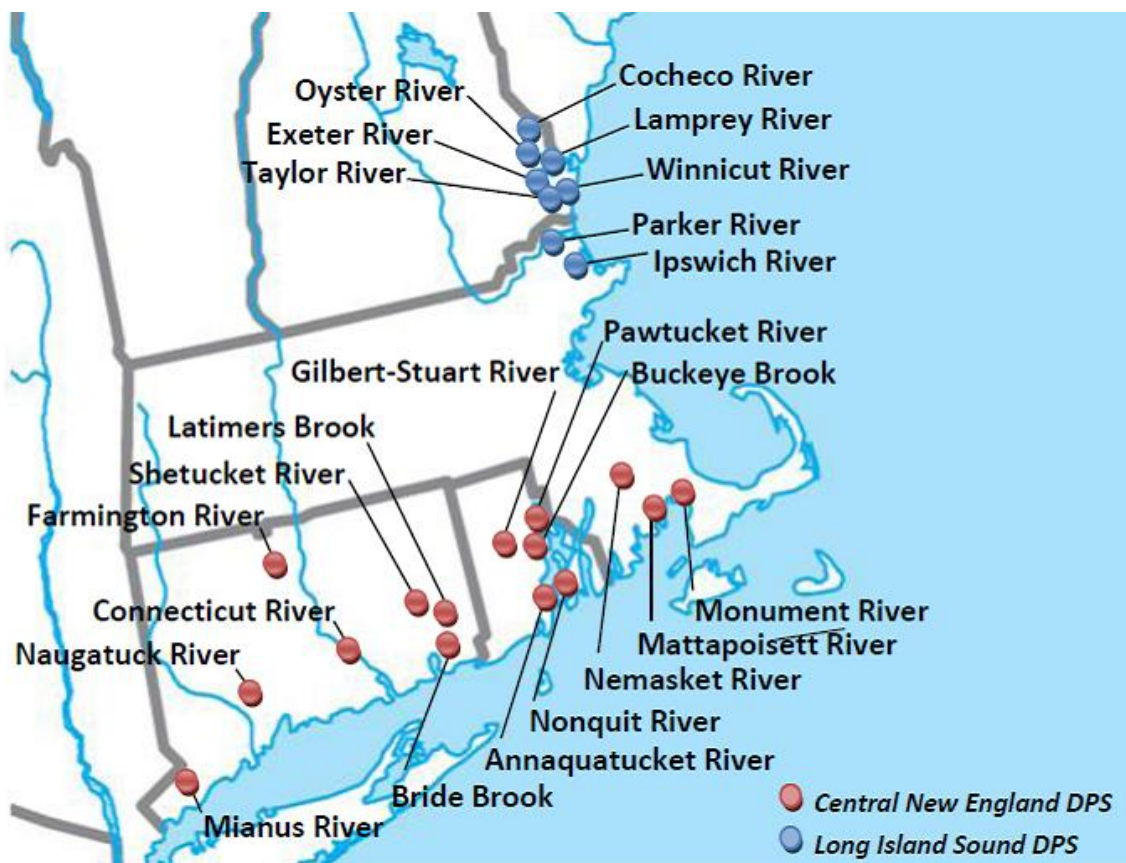 Cocheco River
Oyster River
Lamprey River
Exeter River
Winnicut River
Taylor River
Parker River
Ipswich River
Pawtucket River
Gilbert-Stuart River
Buckeye Brook
Latimers Brook
Shetucket River
Farmington River
Connecticut River
Monument River
Mattapoisett River
Naugatuck River
Nemasket River
Nonquit River
Annaquatucket River
Bride Brook
Mianus River
Central New England DPS
Long Island Sound DPS